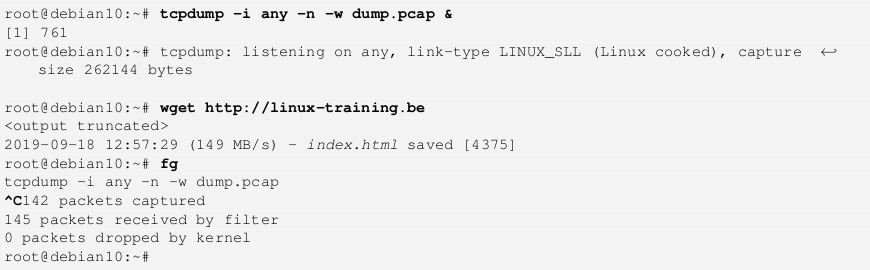 root@debian10:~# tcpdump -i any -n -w dump.pcap &
[1] 761
root@debian10:~# tcpdump: listening on any, link-type LINUX_SLL (Linux cooked), capture ↩
size 262144 bytes
root@debian10:~# wget http://linux-training.be
<output truncated>
2019-09-18 12:57:29 (149 MB/s) - index.html saved [4375]
root@debian10:~# fg
tcpdump -i any -n -w dump.pcap
^C142 packets captured
145 packets received by filter
0 packets dropped by kernel
root@debian10:~#